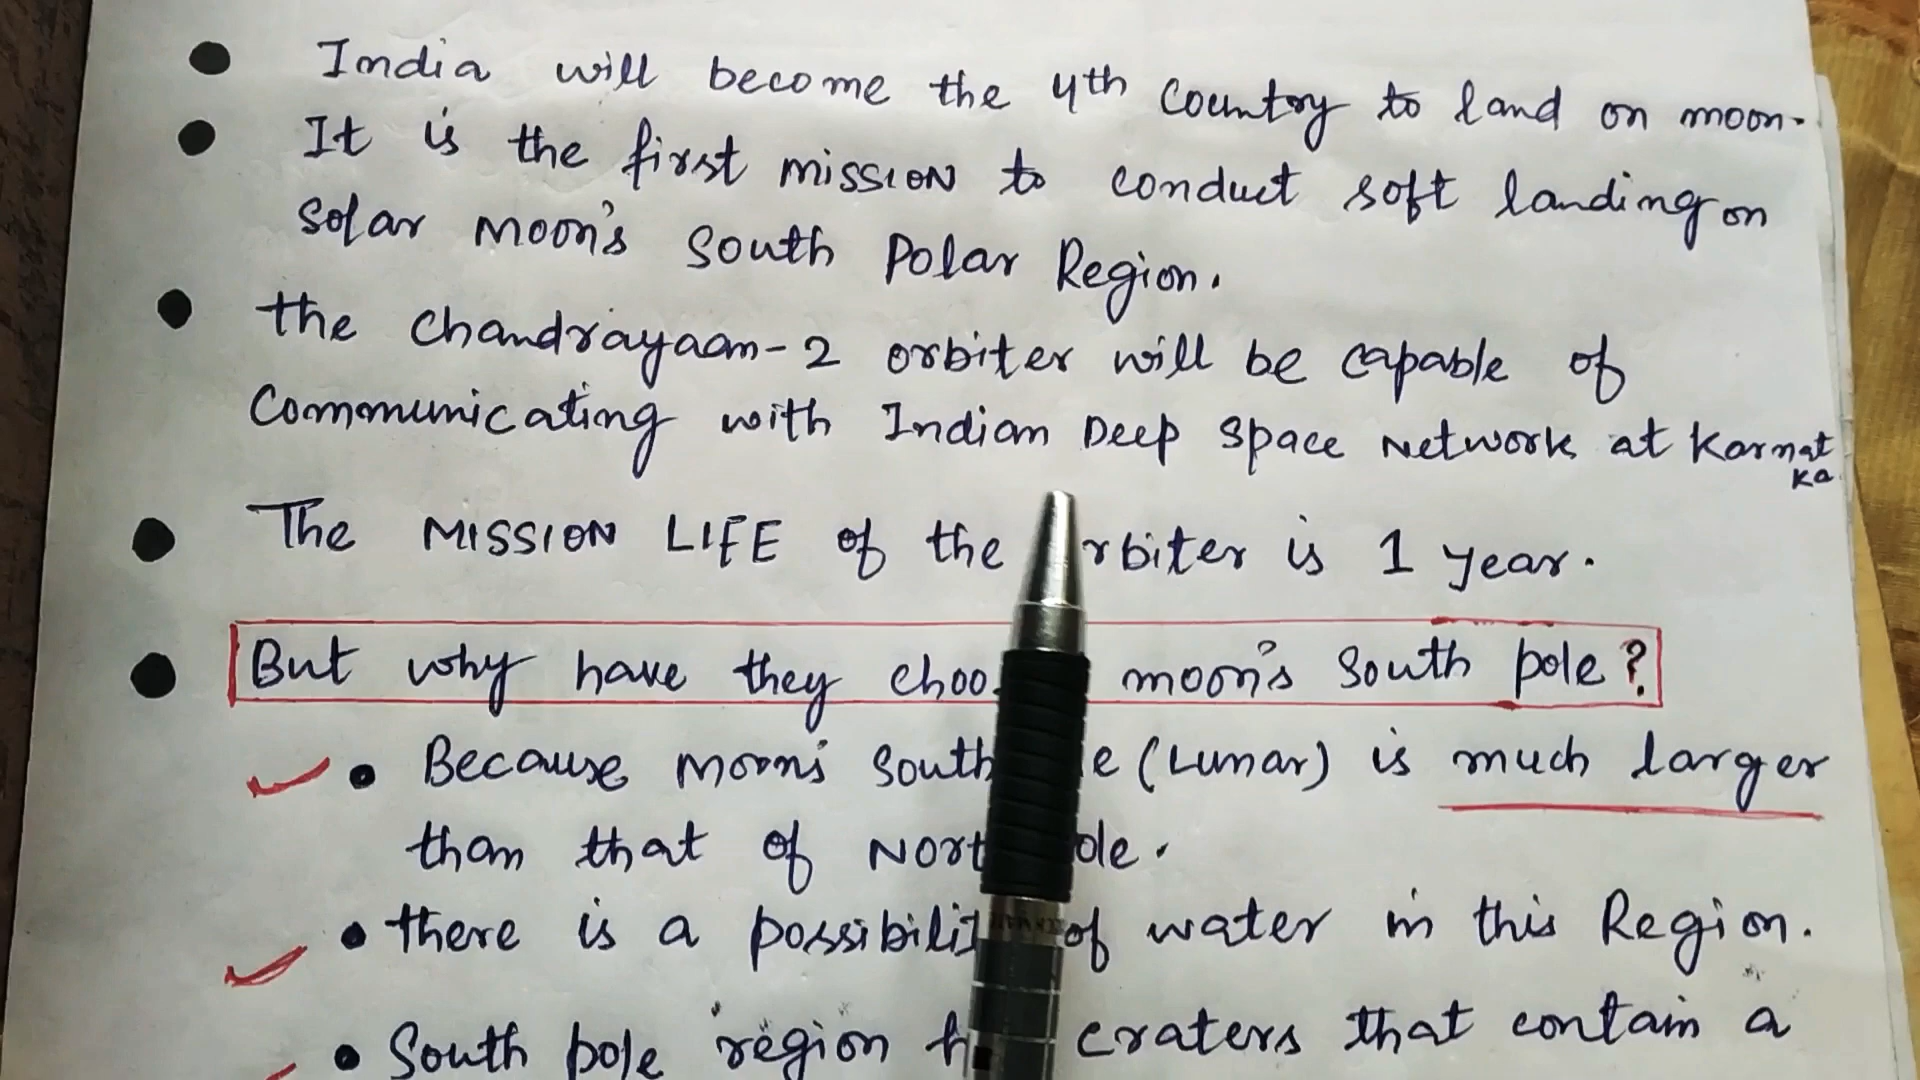 India will become the 4th Country to land on moon.
It is the first mission to conduct soft landing on
Solar Moon's South Polar Region.
the Chandrayaan-2 orbiter will be capable of
Communicating with Indian Deep Space Network at Karnat
ka
The MISSION LIFE of the rbiter is 1 year.
But why have they choo moon's South pole?
Because Moon's South e (Lunar) is much larger
than that of Nort ole.
there is a possibilit of water in this Region.
South pole region h craters that contain a